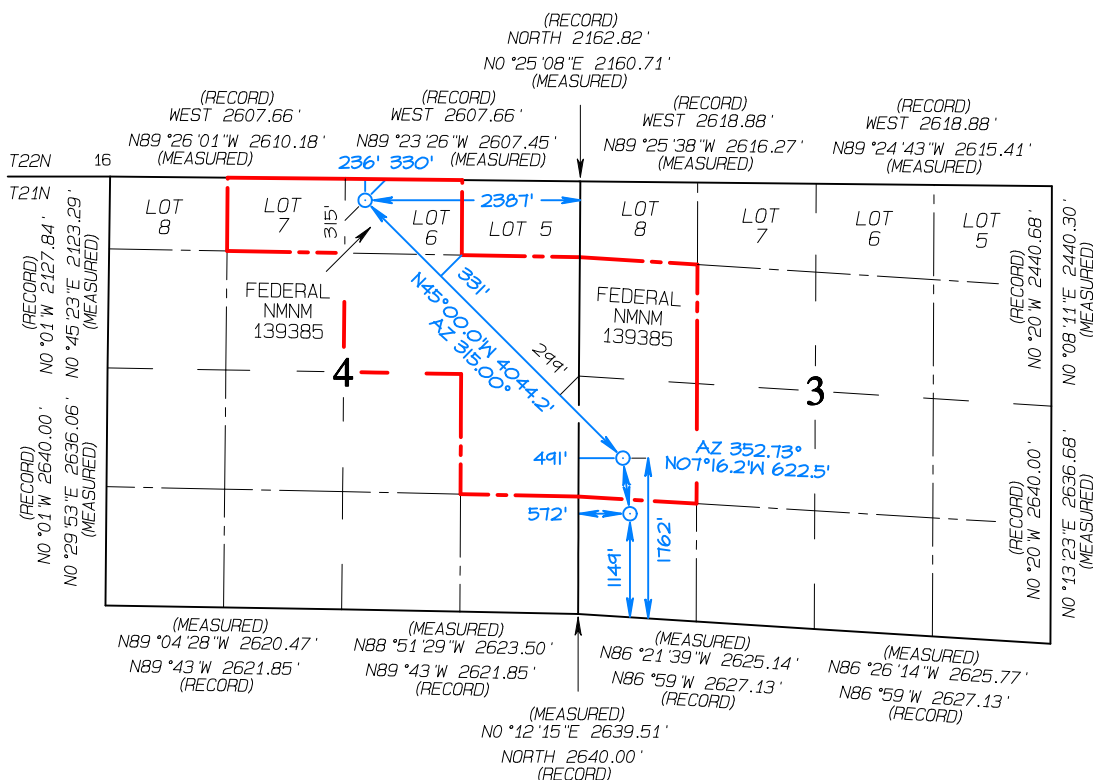 (RECORD)
NORTH 2162.82'
N0°25'08"E 2160.71'
(MEASURED)
(RECORD)
WEST 2607.66'
N89°26'01"W 2610.18'
(MEASURED)
(RECORD)
WEST 2607.66'
N89°23'26"W 2607.45'
(MEASURED)
(RECORD)
WEST 2618.88'
N89°25'38"W 2616.27'
(MEASURED)
(RECORD)
WEST 2618.88'
N89°24'43"W 2615.41'
(MEASURED)
T22N
16
T21N
236' 330'
2387'
315'
LOT
8
LOT
7
LOT
6
LOT 5
LOT
8
LOT
7
LOT
6
LOT
5
(RECORD)
N0°01'W 2127.84'
N0°45'23"E 2123.29'
(MEASURED)
(RECORD)
N0°20'W 2440.68'
N0°08'11"E 2440.30'
(MEASURED)
FEDERAL
NMNM
139385
331'
N45°00.0'W 4044.2'
AZ 315.00°
299'
FEDERAL
NMNM
139385
4
3
(RECORD)
N0°01'W 2640.00'
N0°29'53"E 2636.06'
(MEASURED)
491'
AZ 352.73°
N07°16.2'W 622.5'
572'
1149'
1762'
(RECORD)
N0°20'W 2640.00'
N0°13'23"E 2636.68'
(MEASURED)
(MEASURED)
N89°04'28"W 2620.47'
N89°43'W 2621.85'
(RECORD)
(MEASURED)
N88°51'29"W 2623.50'
N89°43'W 2621.85'
(RECORD)
(MEASURED)
N86°21'39"W 2625.14'
N86°59'W 2627.13'
(RECORD)
(MEASURED)
N86°26'14"W 2625.77'
N86°59'W 2627.13'
(RECORD)
(MEASURED)
N0°12'15"E 2639.51'
NORTH 2640.00'
(RECORD)